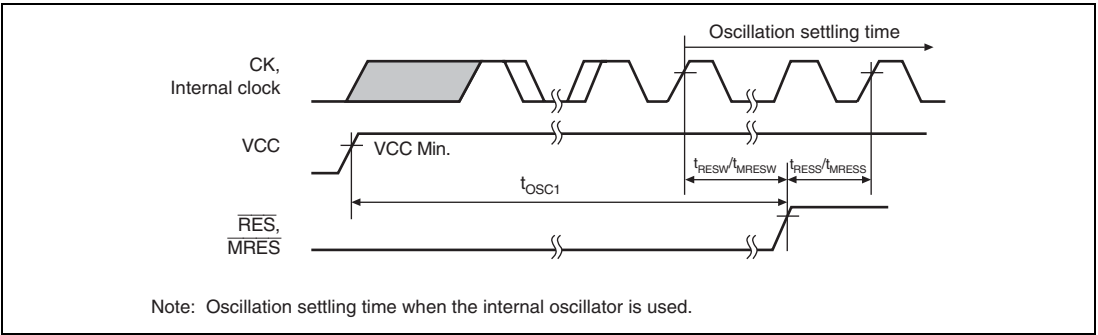 Oscillation settling time
CK,
Internal clock
VCC
VCC Min.
tRESW/tMRESW
tRESS/tMRESS
tOSC1
RES,
MRES
Note: Oscillation settling time when the internal oscillator is used.